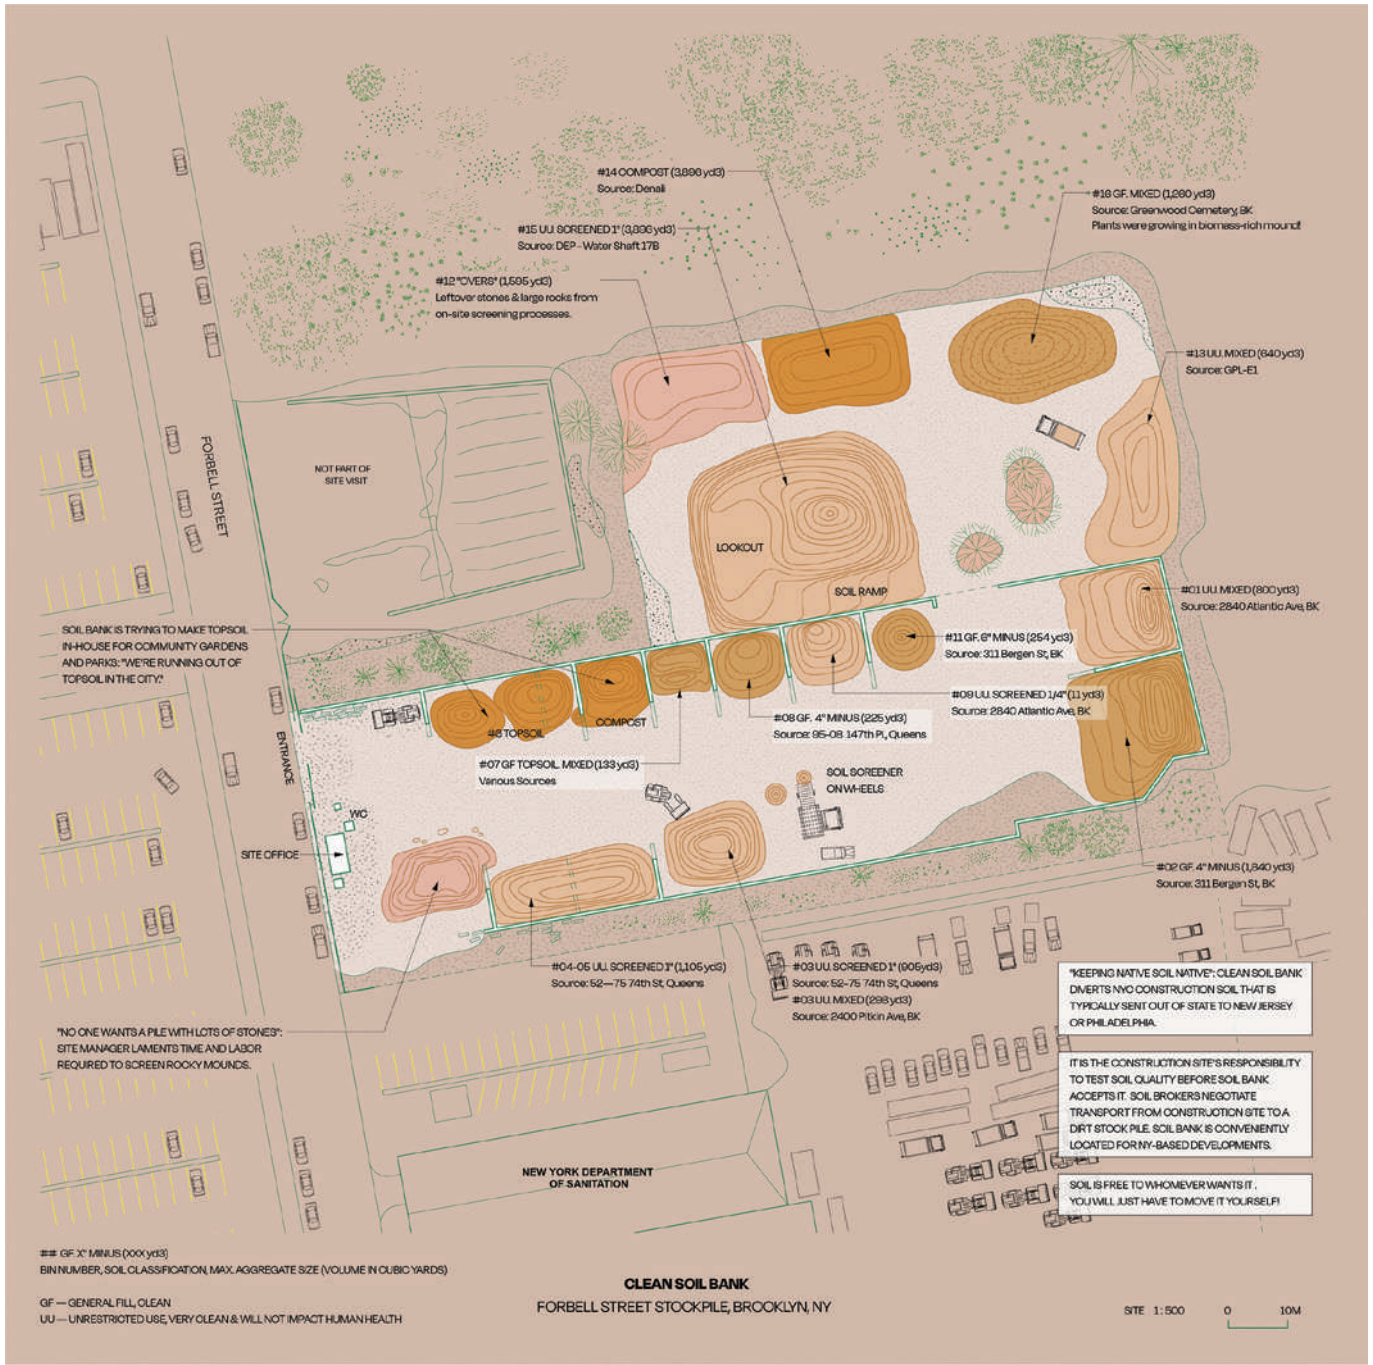 #14 COMPOST (3,896 yd3)
Source: Denali
#15 UU. SCREENED 1" (3,896 yd3)
Source: DEP - Water Shaft 17B
#12 "OVERS" (1,595 yd3)
Leftover stones & large rocks from
on-site screening processes.
#16 GF. MIXED (1,280 yd3)
Source: Greenwood Cemetery, BK
Plants were growing in biomass-rich mound!
#13 UU. MIXED (640 yd3)
Source: GPL-E1
FORBELL STREET
NOT PART OF
SITE VISIT
LOOKOUT
SOIL RAMP
#01 UU. MIXED (800 yd3)
Source: 2840 Atlantic Ave, BK
SOIL BANK IS TRYING TO MAKE TOPSOIL
IN-HOUSE FOR COMMUNITY GARDENS
AND PARKS: "WE'RE RUNNING OUT OF
TOPSOIL IN THE CITY."
#11 GF. 6" MINUS (254 yd3)
Source: 311 Bergen St, BK
#09 UU. SCREENED 1/4" (11 yd3)
Source: 2840 Atlantic Ave, BK
#08 GF. 4" MINUS (225 yd3)
Source: 95-08 147th Pl., Queens
COMPOST
#6 TOPSOIL
#07 GF TOPSOIL. MIXED (133 yd3)
Various Sources
ENTRANCE
SOIL SCREENER
ON WHEELS
WC
SITE OFFICE
#02 GF. 4" MINUS (1,840 yd3)
Source: 311 Bergen St, BK
#04-05 UU. SCREENED 1" (1,105 yd3)
Source: 52—75 74th St, Queens
#03 UU. SCREENED 1" (905 yd3)
Source: 52-75 74th St, Queens
#03 UU. MIXED (298 yd3)
Source: 2400 Pitkin Ave, BK
"NO ONE WANTS A PILE WITH LOTS OF STONES":
SITE MANAGER LAMENTS TIME AND LABOR
REQUIRED TO SCREEN ROCKY MOUNDS.
"KEEPING NATIVE SOIL NATIVE": CLEAN SOIL BANK
DIVERTS NYC CONSTRUCTION SOIL THAT IS
TYPICALLY SENT OUT OF STATE TO NEW JERSEY
OR PHILADELPHIA.
IT IS THE CONSTRUCTION SITE'S RESPONSIBILITY
TO TEST SOIL QUALITY BEFORE SOIL BANK
ACCEPTS IT. SOIL BROKERS NEGOTIATE
TRANSPORT FROM CONSTRUCTION SITE TO A
DIRT STOCK PILE. SOIL BANK IS CONVENIENTLY
LOCATED FOR NY-BASED DEVELOPMENTS.
SOIL IS FREE TO WHOMEVER WANTS IT.
YOU WILL JUST HAVE TO MOVE IT YOURSELF!
NEW YORK DEPARTMENT
OF SANITATION
## GF. X" MINUS (XXX yd3)
BIN NUMBER, SOIL CLASSIFICATION, MAX. AGGREGATE SIZE (VOLUME IN CUBIC YARDS)
GF — GENERAL FILL, CLEAN
UU — UNRESTRICTED USE, VERY CLEAN & WILL NOT IMPACT HUMAN HEALTH
CLEAN SOIL BANK
FORBELL STREET STOCKPILE, BROOKLYN, NY
SITE 1:500 0 10M